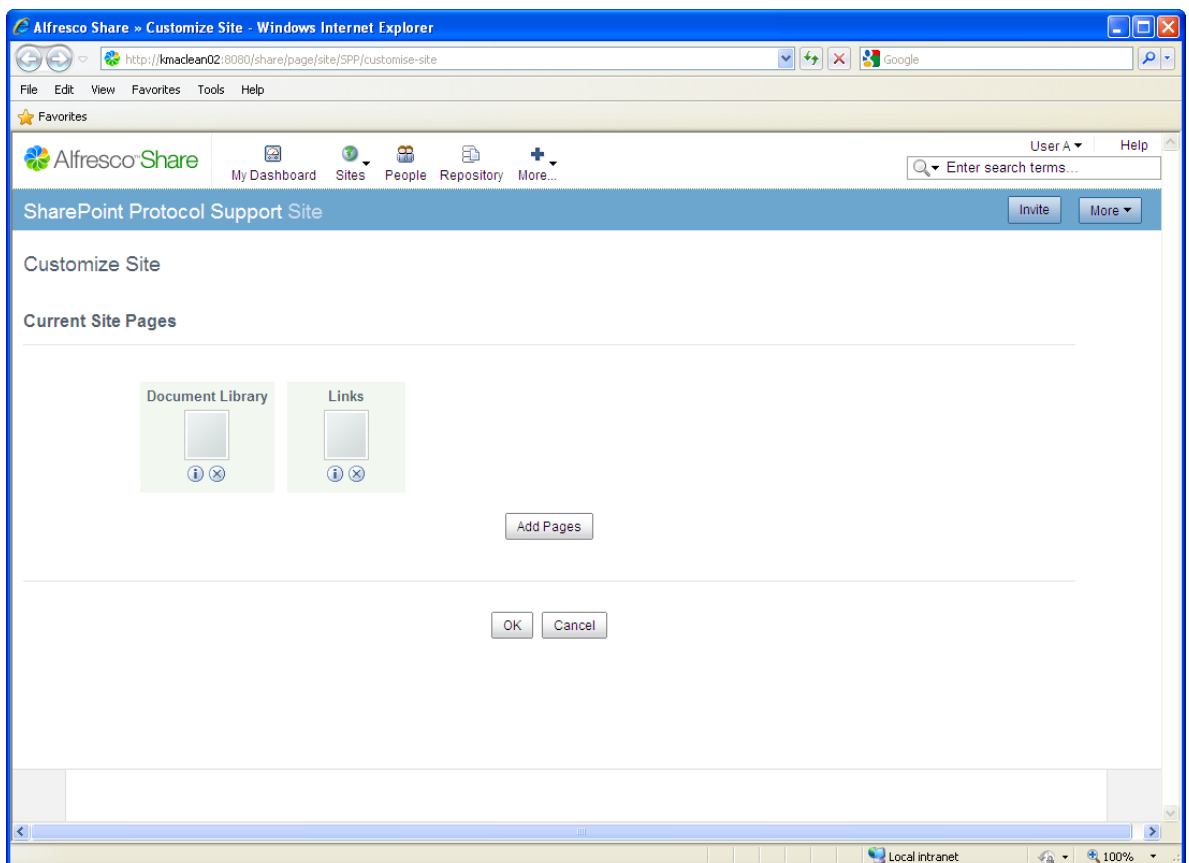 Alfresco Share » Customize Site - Windows Internet Explorer
http://kmaclean02:8080/share/page/site/SPP/customise-site
Google
File Edit View Favorites Tools Help
Favorites
Alfresco™Share
My Dashboard Sites People Repository More...
User A Help
Enter search terms...
SharePoint Protocol Support Site
Invite More
Customize Site
Current Site Pages
Document Library Links
Add Pages
OK Cancel
Local intranet 100%